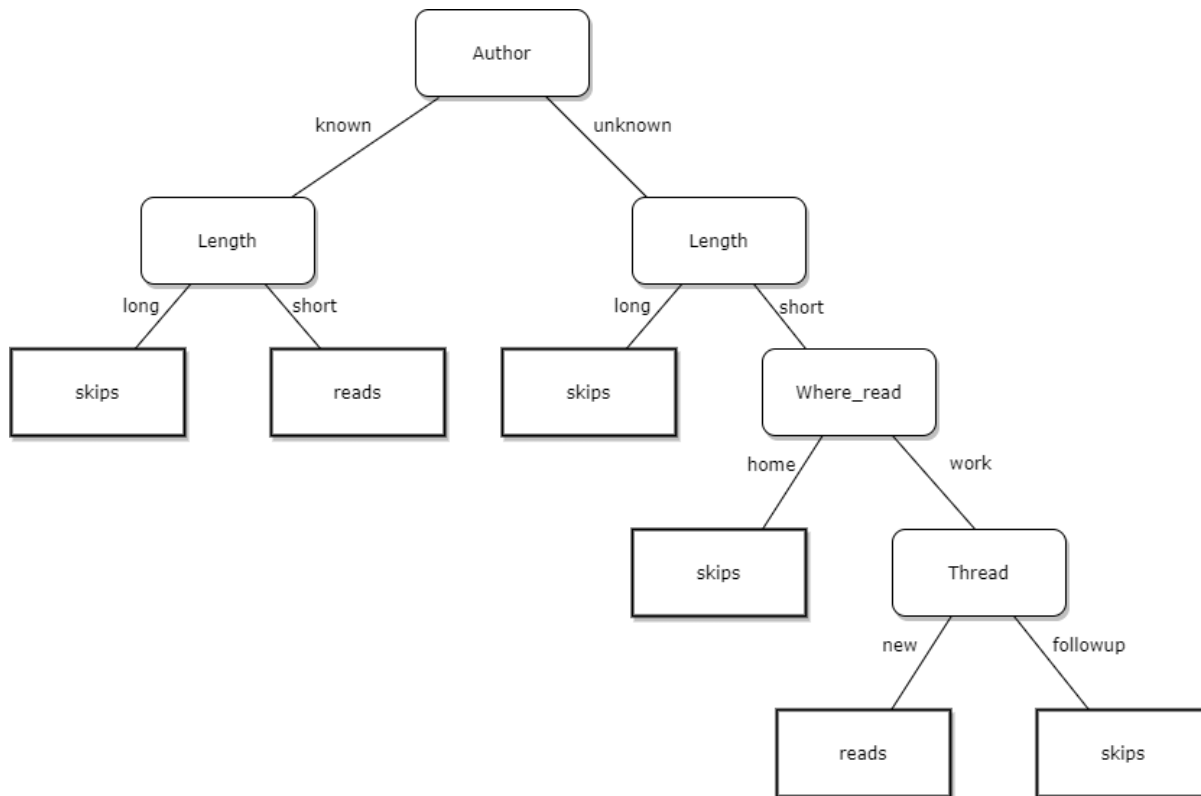 Author
known
unknown
Length
Length
long
short
long
short
skips
reads
skips
Where_read
home
work
skips
Thread
new
followup
reads
skips